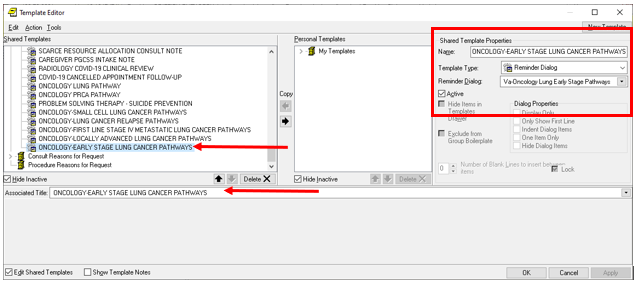 Template Editor
Edit Action Tools
New Template
Shared Templates
SCARCE RESOURCE ALLOCATION CONSULT NOTE
CAREGIVER PGCSS INTAKE NOTE
RADIOLOGY COVID-19 CLINICAL REVIEW
COVID-19 CANCELLED APPOINTMENT FOLLOW-UP
ONCOLOGY LUNG PATHWAY
ONCOLOGY PRCA PATHWAY
PROBLEM SOLVING THERAPY - SUICIDE PREVENTION
ONCOLOGY-SMALL CELL LUNG CANCER PATHWAYS
ONCOLOGY-LUNG CANCER RELAPSE PATHWAYS
ONCOLOGY-FIRST LINE STAGE IV METASTATIC LUNG CANCER PATHWAYS
ONCOLOGY-LOCALLY ADVANCED LUNG CANCER PATHWAYS
ONCOLOGY-EARLY STAGE LUNG CANCER PATHWAYS
Consult Reasons for Request
Procedure Reasons for Request
Hide Inactive
Delete
Copy
Personal Templates
My Templates
Hide Inactive
Delete
Shared Template Properties
Name: ONCOLOGY-EARLY STAGE LUNG CANCER PATHWAYS
Template Type: Reminder Dialog
Reminder Dialog: Va-Oncology Lung Early Stage Pathways
Active
Hide Items in
Templates
Drawer
Exclude from
Group Boilerplate
Dialog Properties
Display Only
Only Show First Line
Indent Dialog Items
One Item Only
Hide Dialog Items
0 Number of Blank Lines to insert between
items
Lock
Associated Title: ONCOLOGY-EARLY STAGE LUNG CANCER PATHWAYS
Edit Shared Templates
Show Template Notes
OK Cancel Apply